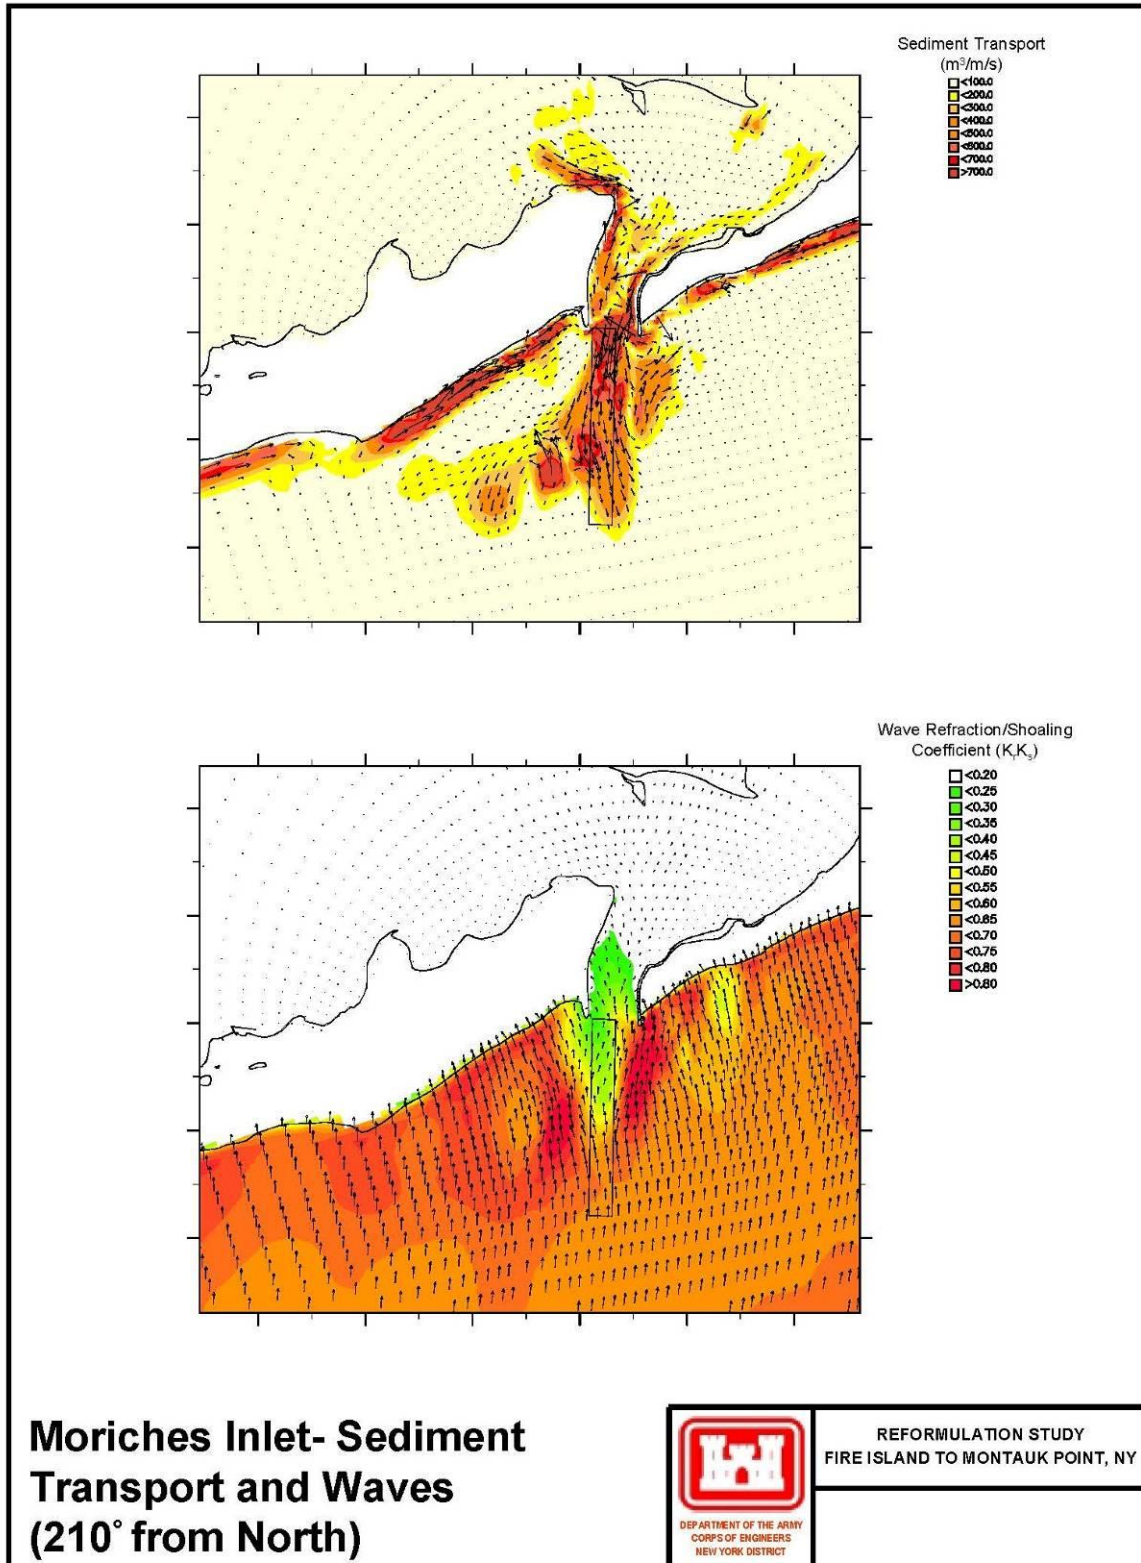 Sediment Transport
(m³/m/s)
<100.0
<200.0
<300.0
<400.0
<500.0
<600.0
<700.0
>700.0
Wave Refraction/Shoaling
Coefficient (KᵣKₛ)
<0.20
<0.25
<0.30
<0.35
<0.40
<0.45
<0.50
<0.55
<0.60
<0.65
<0.70
<0.75
<0.80
>0.80
Moriches Inlet- Sediment
Transport and Waves
(210° from North)
DEPARTMENT OF THE ARMY
CORPS OF ENGINEERS
NEW YORK DISTRICT
REFORMULATION STUDY
FIRE ISLAND TO MONTAUK POINT, NY